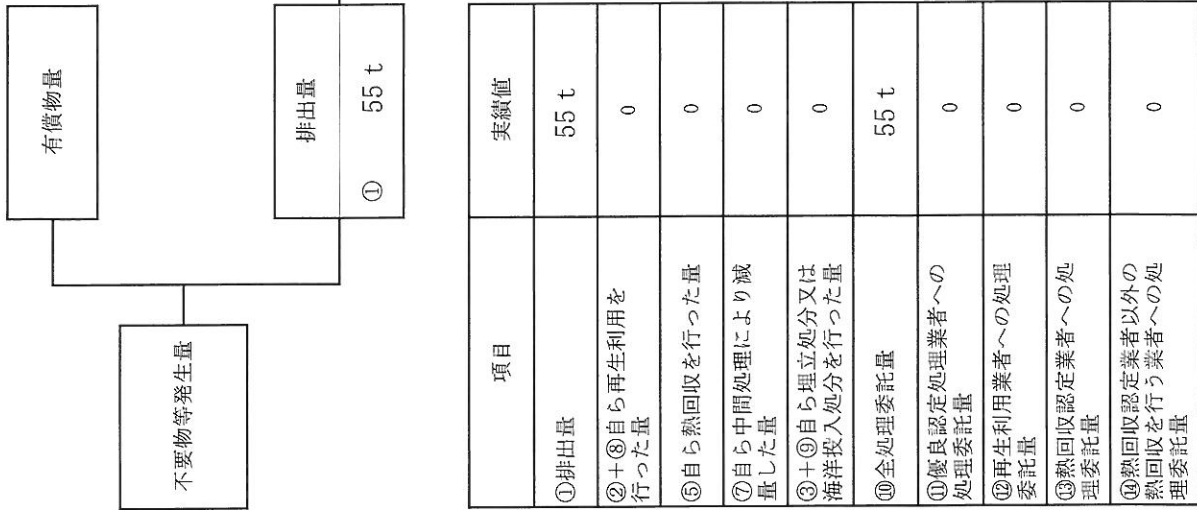 不要物等発生量
有償物量
排出量
① 55 t
項目 実績値
①排出量 55 t
②+⑧自ら再生利用を
行った量 0
⑤自ら熱回収を行った量 0
⑦自ら中間処理により減
量した量 0
③+⑨自ら埋立処分又は
海洋投入処分を行った量 0
⑩全処理委託量 55 t
⑪優良認定処理業者への
処理委託量 0
⑫再生利用業者への処理
委託量 0
⑬熱回収認定業者への処
理委託量 0
⑭熱回収認定業者以外の
熱回収を行う業者への処
理委託量 0